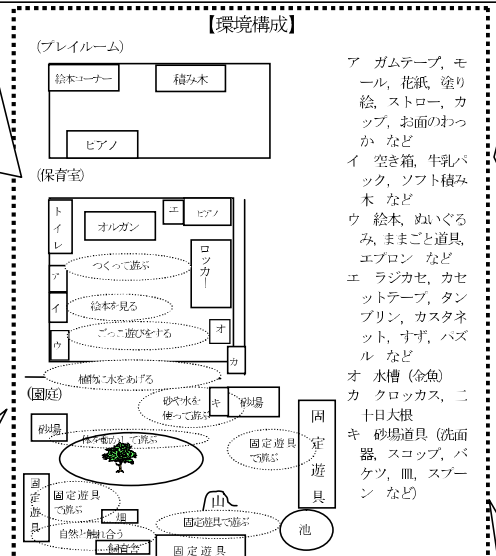 【環境構成】
(プレイルーム)
絵本コーナー
積み木
ピアノ
(保育室)
トイレ
オルガン
エ
ピアノ
ロッカー
つくって遊ぶ
ア
絵本を見る
イ
ごっこ遊びをする
オ
ウ
カ
植物に水をあげる
(園庭)
砂や水を
使って遊ぶ
キ
砂場
砂場
体を動かして遊ぶ
固定遊具
で遊ぶ
固定遊具
固定遊具
固定遊具
で遊ぶ
畑
山
固定遊具で遊ぶ
池
自然と触れ合う
飼育舎
固定遊具
ア ガムテープ，モ
ール，花紙，塗り
絵，ストロー，カ
ップ，お面のわっ
か など
イ 空き箱，牛乳パ
ック，ソフト積み
木 など
ウ 絵本，ぬいぐる
み，ままごと道具，
エプロン など
エ ラジカセ，カセ
ットテープ，タン
ブリン，カスタネ
ット，すず，パズ
ル など
オ 水槽（金魚）
カ クロッカス，二
十日大根
キ 砂場道具（洗面
器，スコップ，バ
ケツ，皿，スプー
ン など）